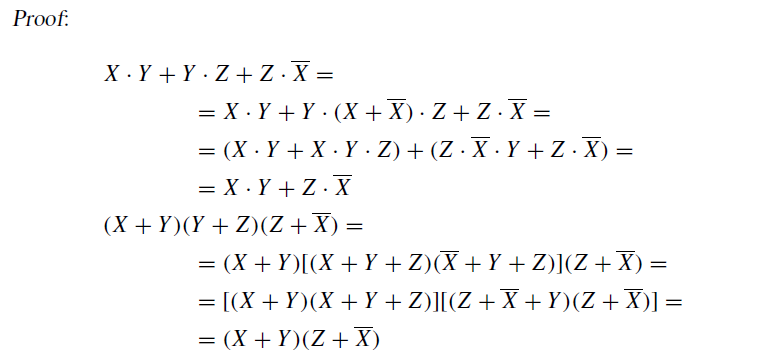 Proof:
X · Y + Y · Z + Z · X̅ =
= X · Y + Y · (X + X̅) · Z + Z · X̅ =
= (X · Y + X · Y · Z) + (Z · X̅ · Y + Z · X̅) =
= X · Y + Z · X̅
(X + Y)(Y + Z)(Z + X̅) =
= (X + Y)[(X + Y + Z)(X̅ + Y + Z)](Z + X̅) =
= [(X + Y)(X + Y + Z)][(Z + X̅ + Y)(Z + X̅)] =
= (X + Y)(Z + X̅)